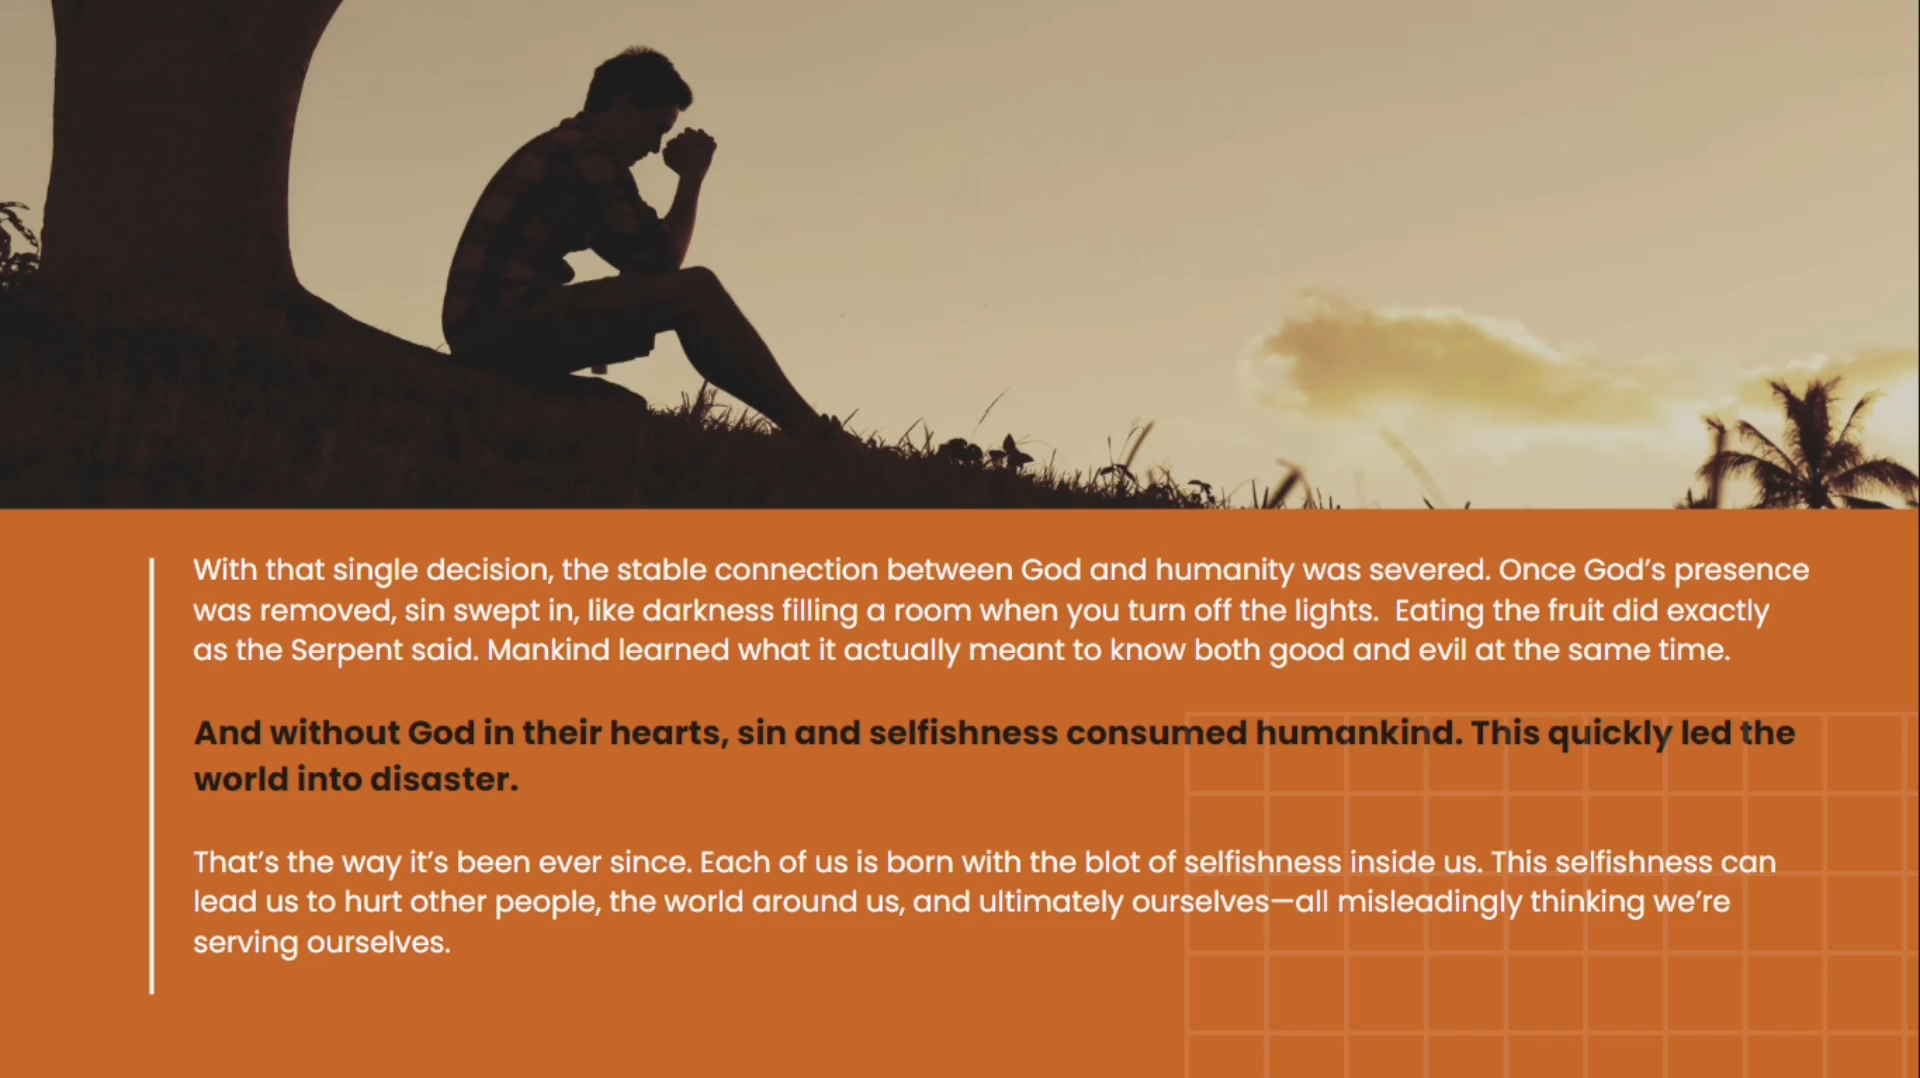 With that single decision, the stable connection between God and humanity was severed. Once God’s presence
was removed, sin swept in, like darkness filling a room when you turn off the lights.  Eating the fruit did exactly
as the Serpent said. Mankind learned what it actually meant to know both good and evil at the same time.
And without God in their hearts, sin and selfishness consumed humankind. This quickly led the
world into disaster.
That’s the way it’s been ever since. Each of us is born with the blot of selfishness inside us. This selfishness can
lead us to hurt other people, the world around us, and ultimately ourselves—all misleadingly thinking we’re
serving ourselves.